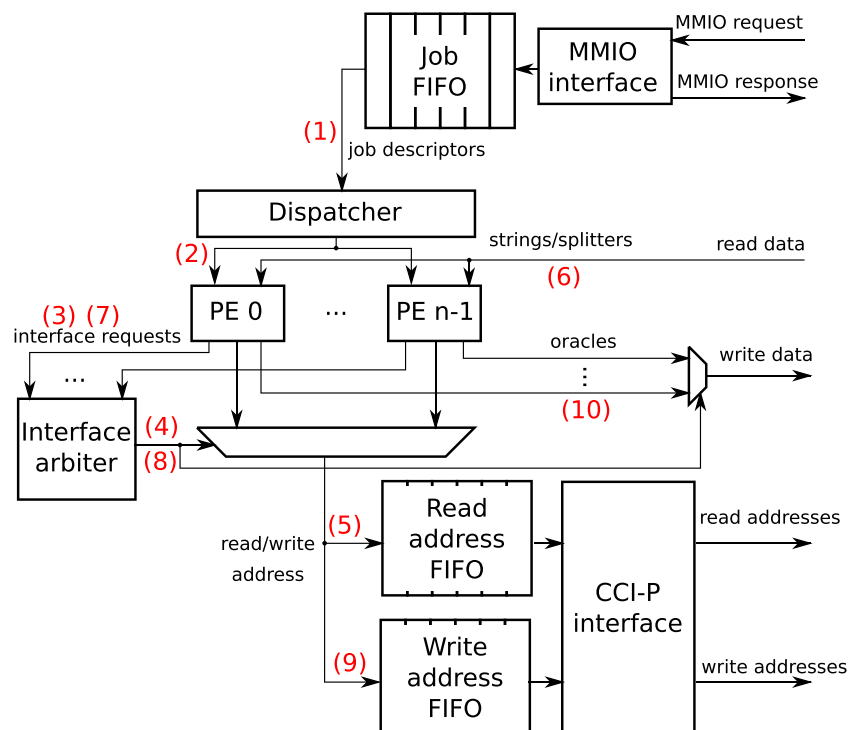 MMIO request
Job
FIFO
MMIO
interface
MMIO response
(1)
job descriptors
Dispatcher
(2)
strings/splitters
read data
(6)
PE 0
...
PE n-1
(3) (7)
interface requests
...
oracles
...
write data
(10)
Interface
arbiter
(4)
(8)
read/write
address
(5)
Read
address
FIFO
CCI-P
interface
read addresses
(9)
Write
address
FIFO
write addresses